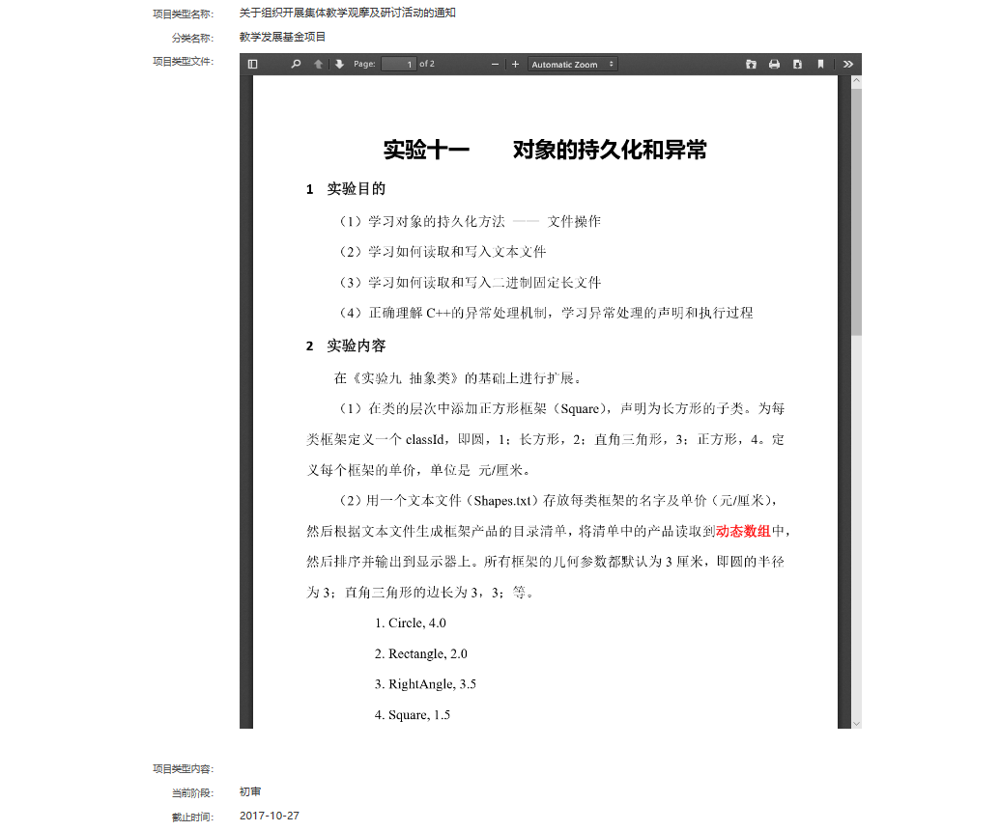 项目类型名称： 关于组织开展集体教学观摩及研讨活动的通知
分类名称： 教学发展基金项目
项目类型文件：
Page: 1 of 2 Automatic Zoom
实验十一 对象的持久化和异常
1 实验目的
（1）学习对象的持久化方法 —— 文件操作
（2）学习如何读取和写入文本文件
（3）学习如何读取和写入二进制固定长文件
（4）正确理解 C++的异常处理机制，学习异常处理的声明和执行过程
2 实验内容
在《实验九 抽象类》的基础上进行扩展。
（1）在类的层次中添加正方形框架（Square），声明为长方形的子类。为每
类框架定义一个 classId，即圆，1；长方形，2；直角三角形，3；正方形，4。定
义每个框架的单价，单位是 元/厘米。
（2）用一个文本文件（Shapes.txt）存放每类框架的名字及单价（元/厘米），
然后根据文本文件生成框架产品的目录清单，将清单中的产品读取到动态数组中，
然后排序并输出到显示器上。所有框架的几何参数都默认为 3 厘米，即圆的半径
为 3；直角三角形的边长为 3，3；等。
1. Circle, 4.0
2. Rectangle, 2.0
3. RightAngle, 3.5
4. Square, 1.5
项目类型内容：
当前阶段： 初审
截止时间： 2017-10-27